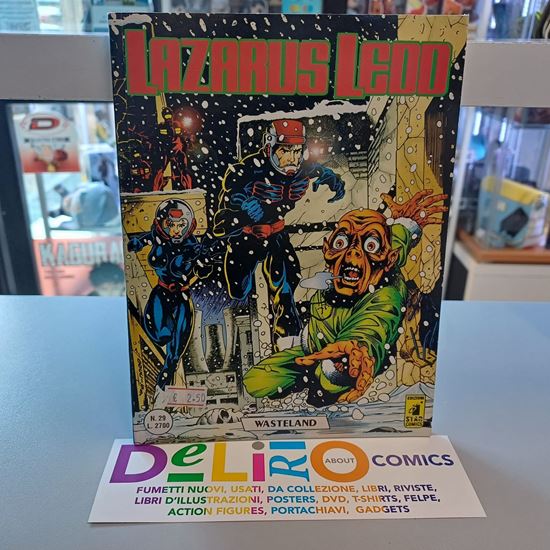 LAZARUS LEDD
KAGURA
€ 2.50
N. 29
L. 2700
WASTELAND
EDIZIONI
STAR
COMICS
DeLiRiO ABOUT COMICS
FUMETTI NUOVI, USATI, DA COLLEZIONE, LIBRI, RIVISTE,
LIBRI D'ILLUSTRAZIONI, POSTERS, DVD, T-SHIRTS, FELPE,
ACTION FIGURES, PORTACHIAVI, GADGETS